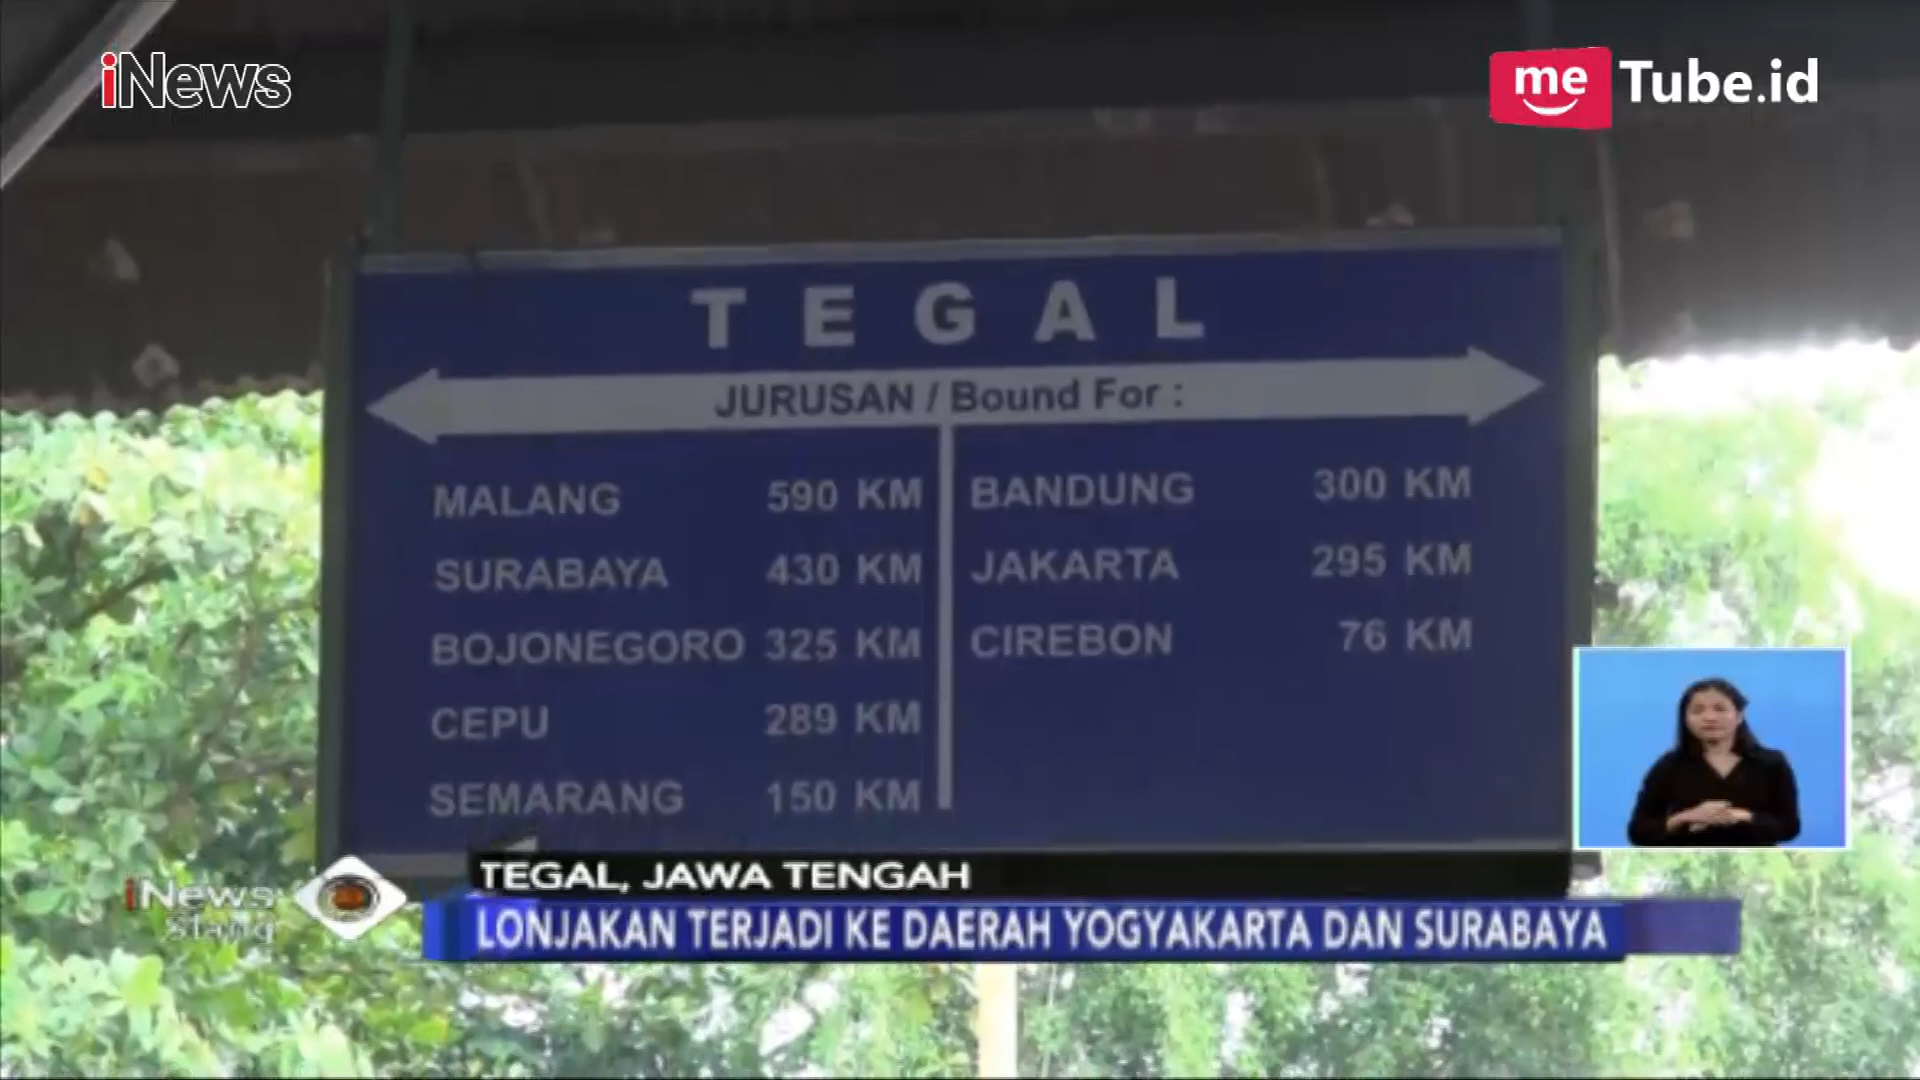 iNews
me Tube.id
TEGAL
JURUSAN / Bound For :
MALANG 590 KM
SURABAYA 430 KM
BOJONEGORO 325 KM
CEPU 289 KM
SEMARANG 150 KM
BANDUNG 300 KM
JAKARTA 295 KM
CIREBON 76 KM
TEGAL, JAWA TENGAH
iNews
Siang
LONJAKAN TERJADI KE DAERAH YOGYAKARTA DAN SURABAYA